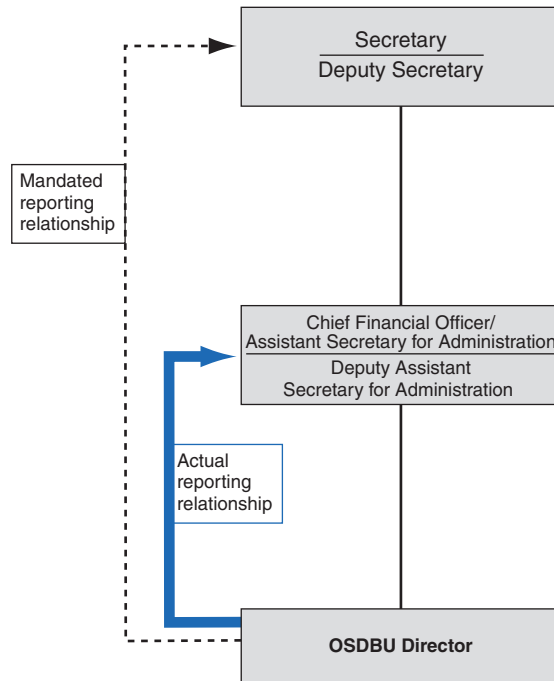 Secretary
Deputy Secretary
Mandated
reporting
relationship
Chief Financial Officer/
Assistant Secretary for Administration
Deputy Assistant
Secretary for Administration
Actual
reporting
relationship
OSDBU Director